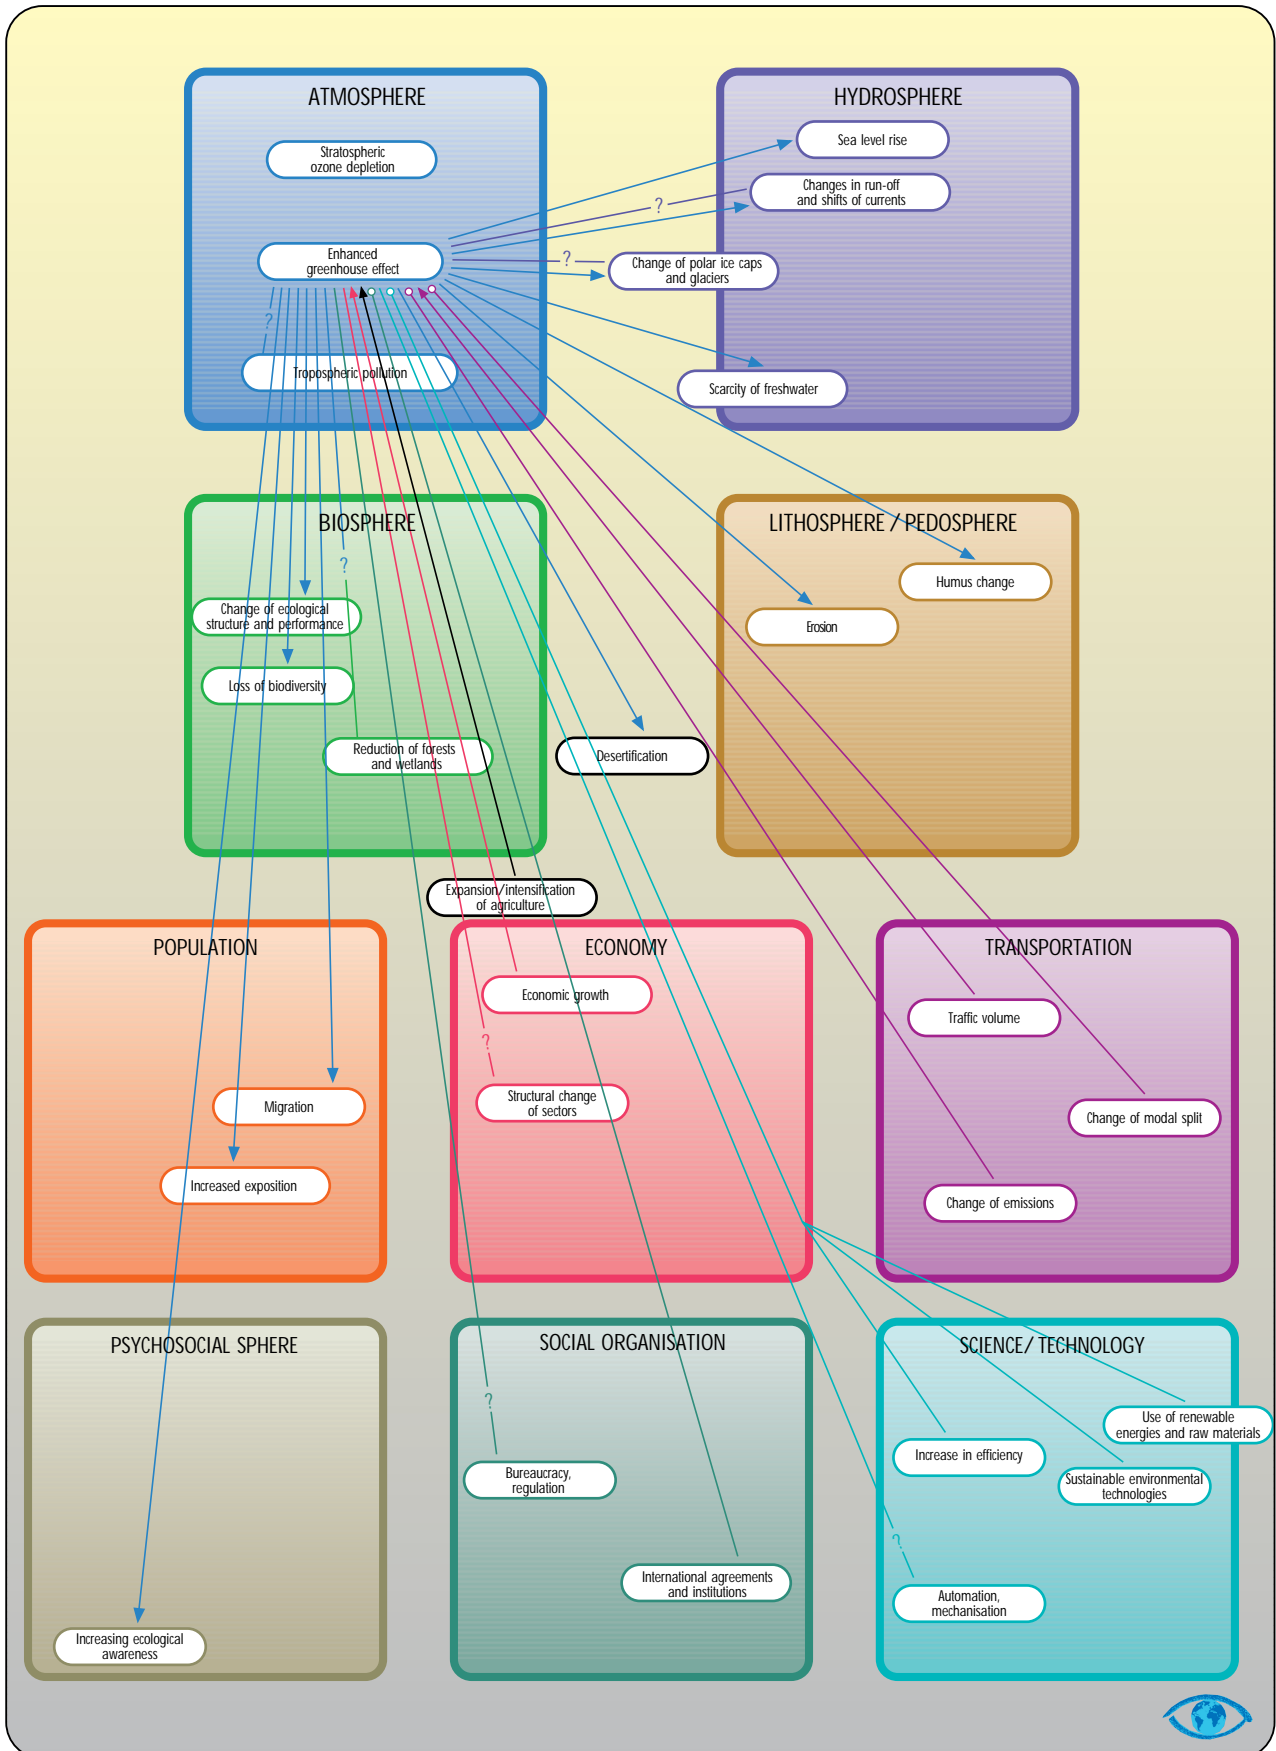 ATMOSPHERE
Stratospheric
ozone depletion
Enhanced
greenhouse effect
?
Tropospheric pollution
HYDROSPHERE
Sea level rise
Changes in run-off
and shifts of currents
?
?
Change of polar ice caps
and glaciers
Scarcity of freshwater
BIOSPHERE
?
Change of ecological
structure and performance
Loss of biodiversity
Reduction of forests
and wetlands
LITHOSPHERE / PEDOSPHERE
Humus change
Erosion
Desertification
Expansion/intensification
of agriculture
POPULATION
Migration
Increased exposition
ECONOMY
Economic growth
?
Structural change
of sectors
TRANSPORTATION
Traffic volume
Change of modal split
Change of emissions
PSYCHOSOCIAL SPHERE
Increasing ecological
awareness
SOCIAL ORGANISATION
?
Bureaucracy,
regulation
International agreements
and institutions
SCIENCE/ TECHNOLOGY
Use of renewable
energies and raw materials
Increase in efficiency
Sustainable environmental
technologies
?
Automation,
mechanisation